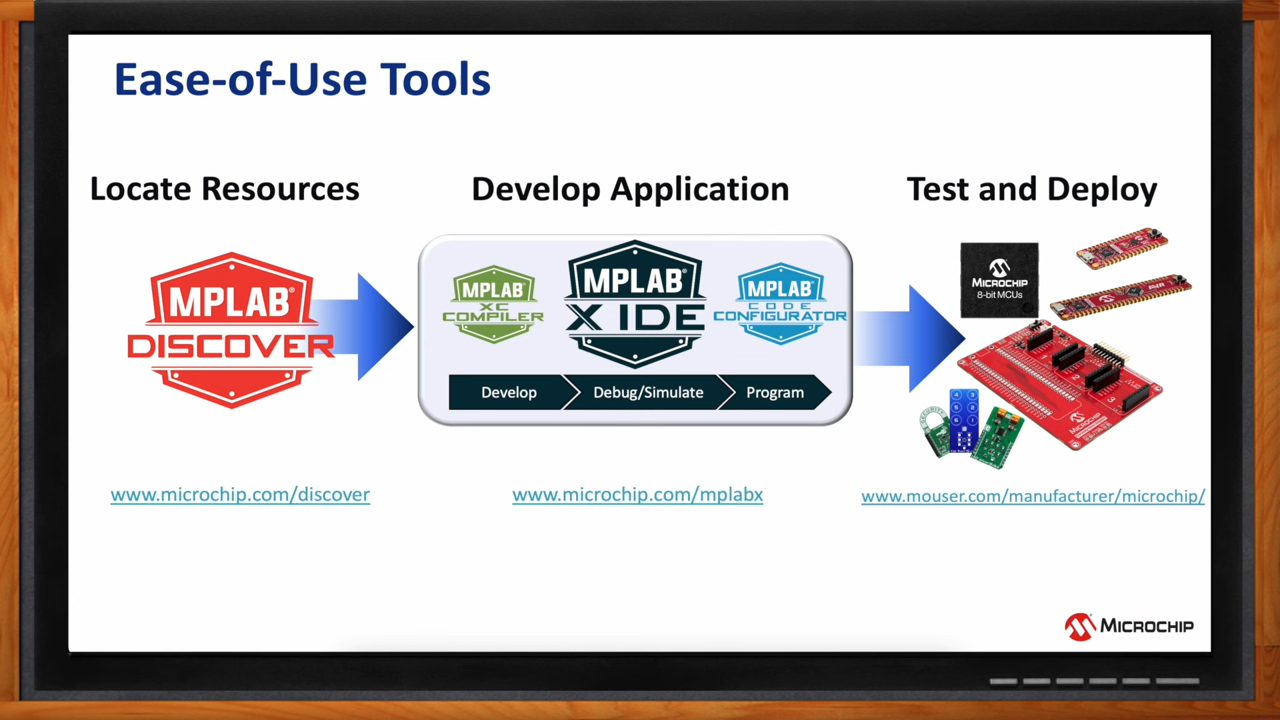 Ease-of-Use Tools
Locate Resources
Develop Application
Test and Deploy
MPLAB®
DISCOVER
MPLAB®
XC
COMPILER
MPLAB®
X IDE
MPLAB®
CODE
CONFIGURATOR
Develop
Debug/Simulate
Program
MICROCHIP
8-bit MCUs
MICROCHIP
www.microchip.com/discover
www.microchip.com/mplabx
www.mouser.com/manufacturer/microchip/
MICROCHIP